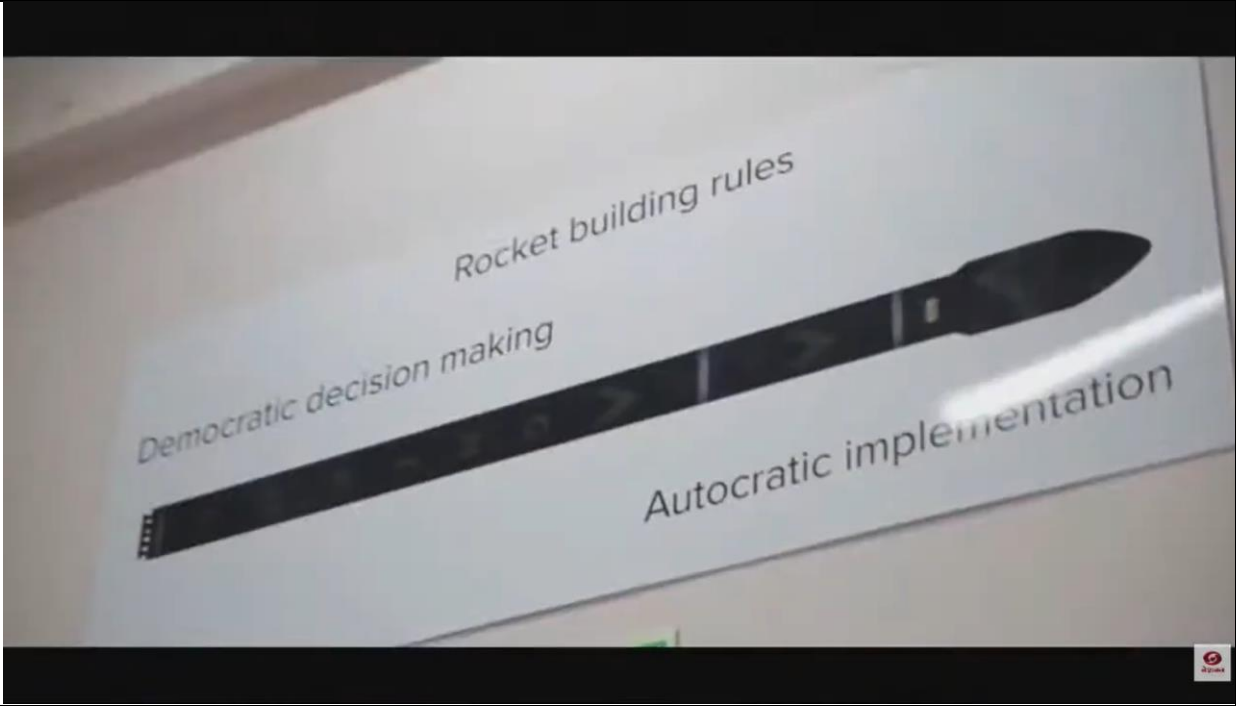 Rocket building rules
Democratic decision making
Autocratic implementation